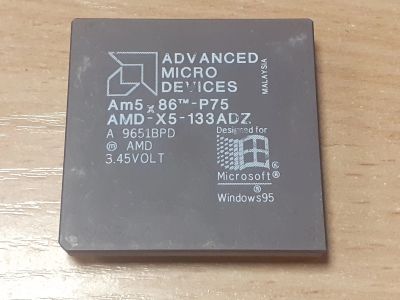 ADVANCED
MICRO
DEVICES
MALAYSIA
Am5x86™-P75
AMD-X5-133ADZ
A 9651BPD
Ⓜ AMD
3.45VOLT
Designed for
Microsoft®
Windows95